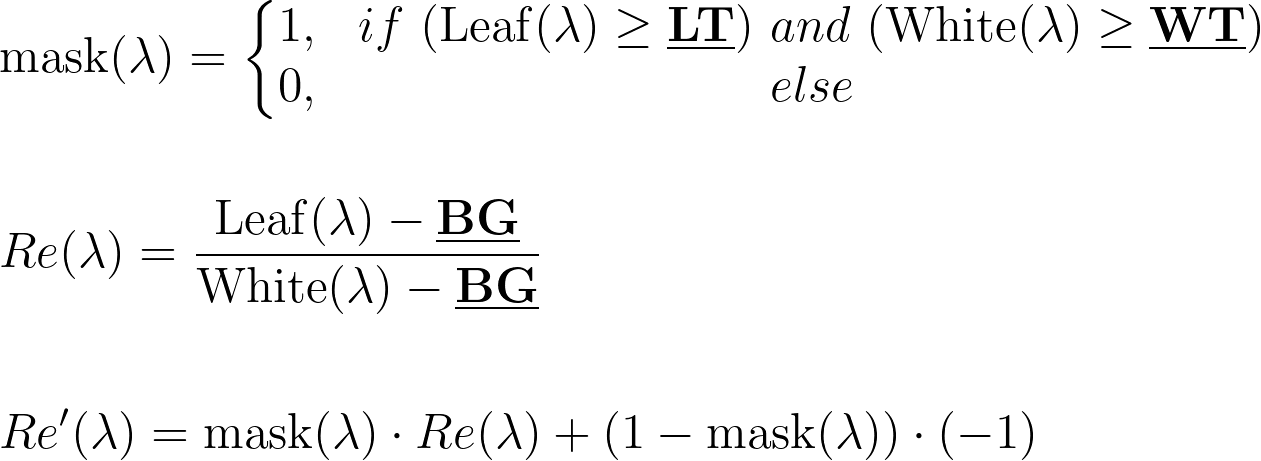 mask(λ) = { 1, if (Leaf(λ) ≥ LT) and (White(λ) ≥ WT)
0, else
Re(λ) = (Leaf(λ) − BG) / (White(λ) − BG)
Re′(λ) = mask(λ) · Re(λ) + (1 − mask(λ)) · (−1)